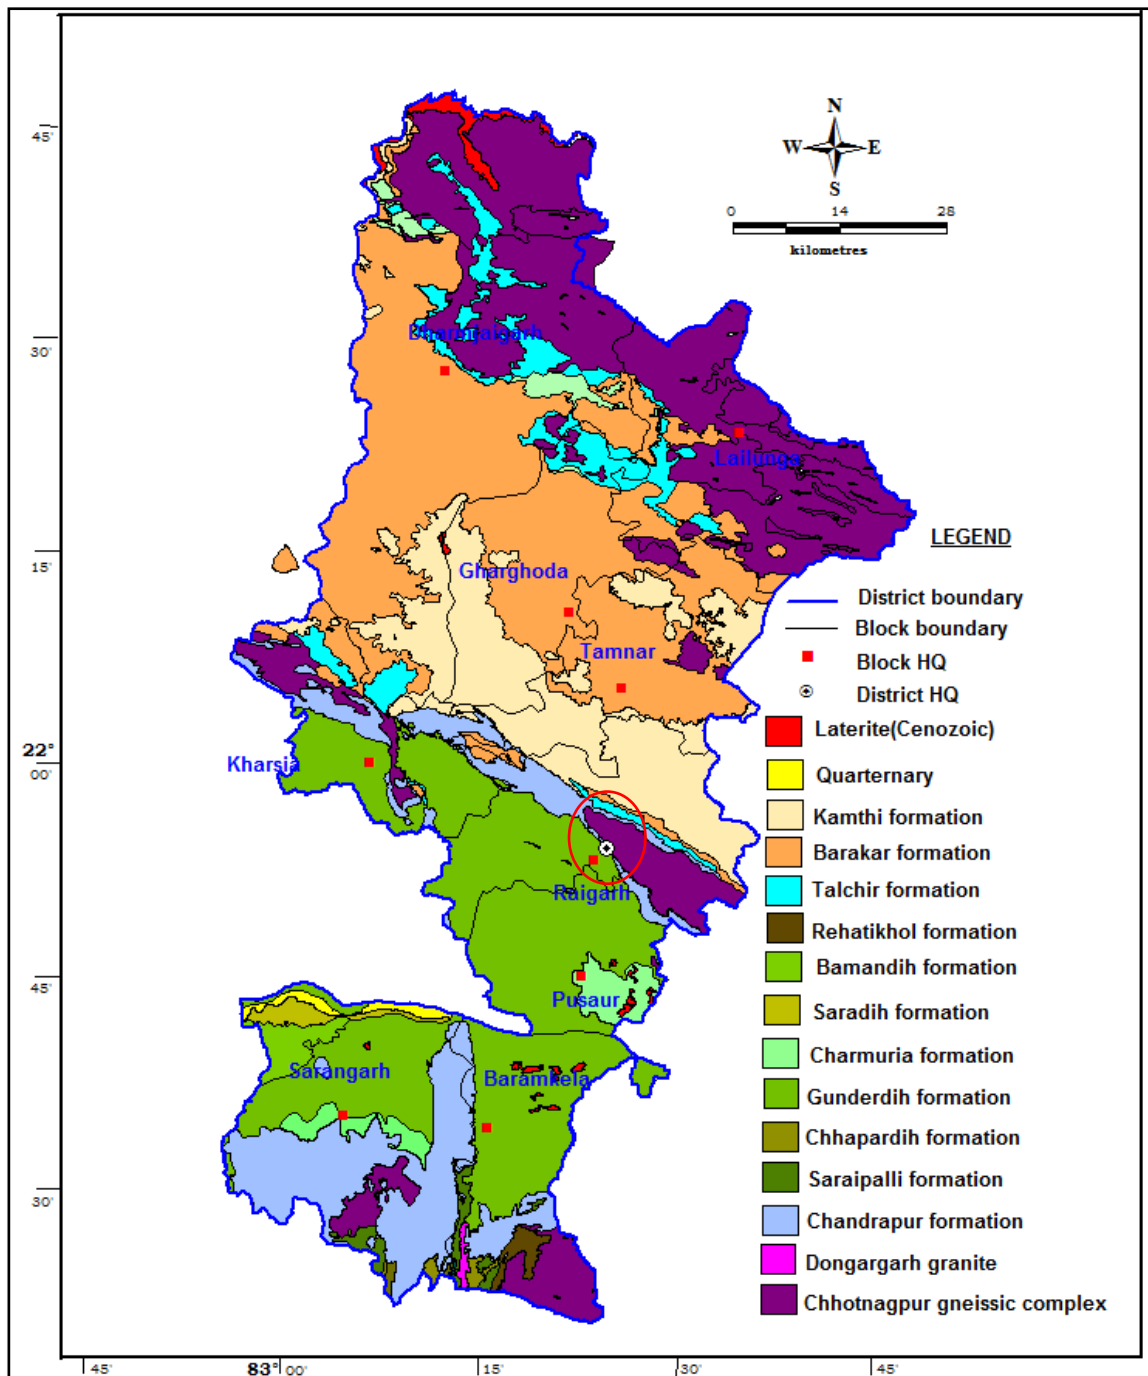 N
W E
S
0 14 28
kilometres
45'
30'
15'
22°
00'
45'
30'
Dharmjaigarh
Lailunga
Gharghoda
Tamnar
Kharsia
Raigarh
Pusaur
Sarangarh
Baramkela
LEGEND
District boundary
Block boundary
Block HQ
District HQ
Laterite(Cenozoic)
Quarternary
Kamthi formation
Barakar formation
Talchir formation
Rehatikhol formation
Bamandih formation
Saradih formation
Charmuria formation
Gunderdih formation
Chhapardih formation
Saraipalli formation
Chandrapur formation
Dongargarh granite
Chhotnagpur gneissic complex
45' 83° 00' 15' 30' 45'